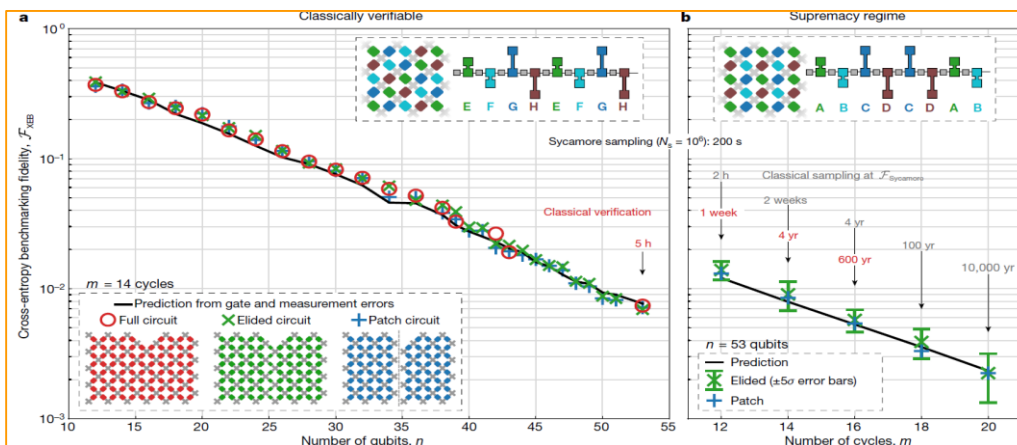 a Classically verifiable
b Supremacy regime
10⁰
10⁻¹
10⁻²
10⁻³
Cross-entropy benchmarking fidelity, ℱXEB
E F G H E F G H
A B C D C D A B
Sycamore sampling (Nₛ = 10⁶): 200 s
Classical sampling at ℱSycamore
Classical verification
5 h
2 h
1 week
2 weeks
4 yr
4 yr
600 yr
100 yr
10,000 yr
m = 14 cycles
Prediction from gate and measurement errors
Full circuit Elided circuit Patch circuit
n = 53 qubits
Prediction
Elided (±5σ error bars)
Patch
10 15 20 25 30 35 40 45 50 55
Number of qubits, n
12 14 16 18 20
Number of cycles, m